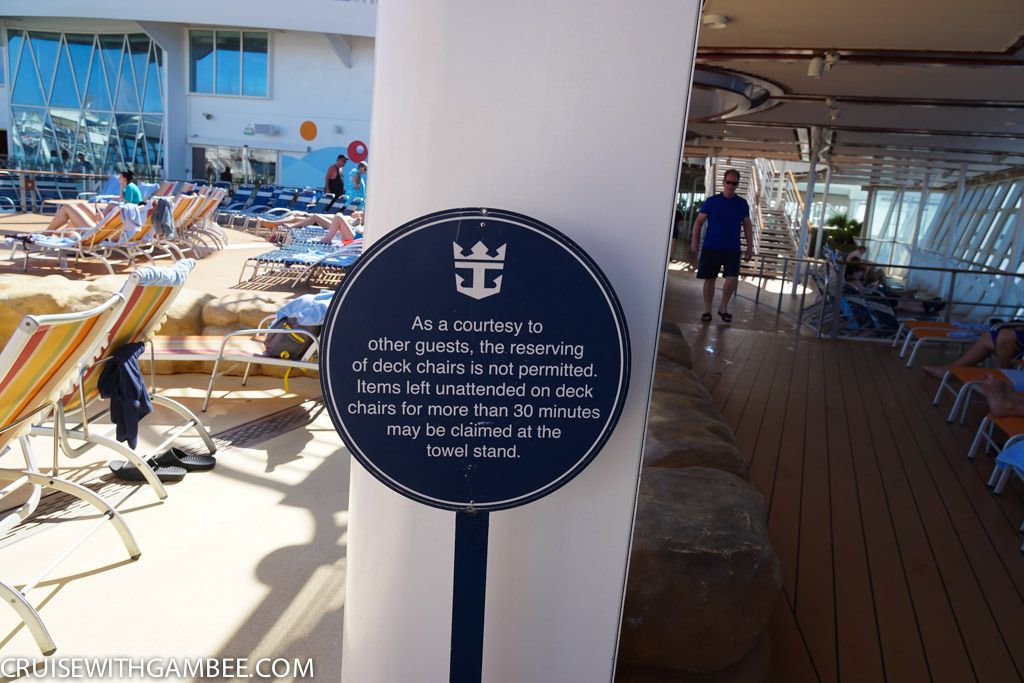 As a courtesy to
other guests, the reserving
of deck chairs is not permitted.
Items left unattended on deck
chairs for more than 30 minutes
may be claimed at the
towel stand.
CRUISEWITHGAMBEE.COM